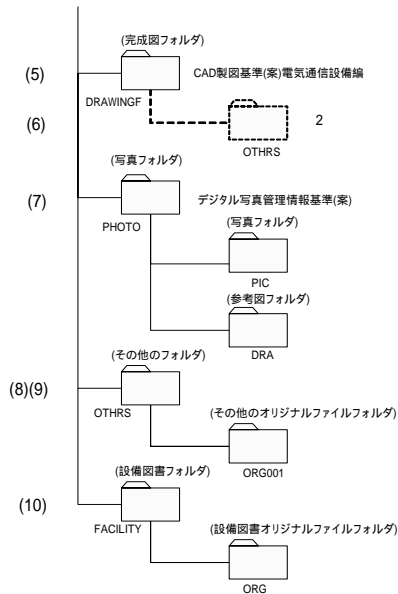 (完成図フォルダ)
(5)
CAD製図基準(案)電気通信設備編
DRAWINGF
(6)
2
OTHRS
(写真フォルダ)
(7)
デジタル写真管理情報基準(案)
PHOTO
(写真フォルダ)
PIC
(参考図フォルダ)
DRA
(その他のフォルダ)
(8)(9)
OTHRS
(その他のオリジナルファイルフォルダ)
ORG001
(設備図書フォルダ)
(10)
FACILITY
(設備図書オリジナルファイルフォルダ)
ORG